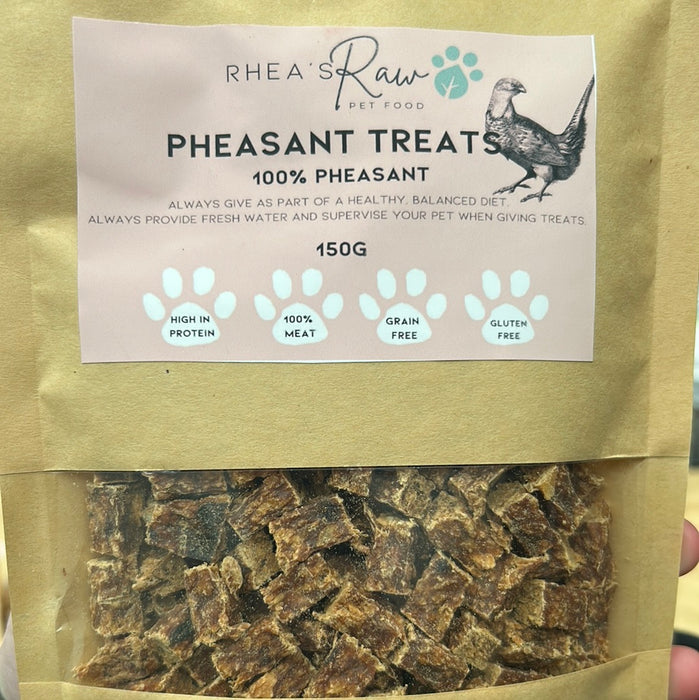 RHEA'S Raw
PET FOOD
PHEASANT TREATS
100% PHEASANT
ALWAYS GIVE AS PART OF A HEALTHY, BALANCED DIET.
ALWAYS PROVIDE FRESH WATER AND SUPERVISE YOUR PET WHEN GIVING TREATS.
150G
HIGH IN
PROTEIN
100%
MEAT
GRAIN
FREE
GLUTEN
FREE